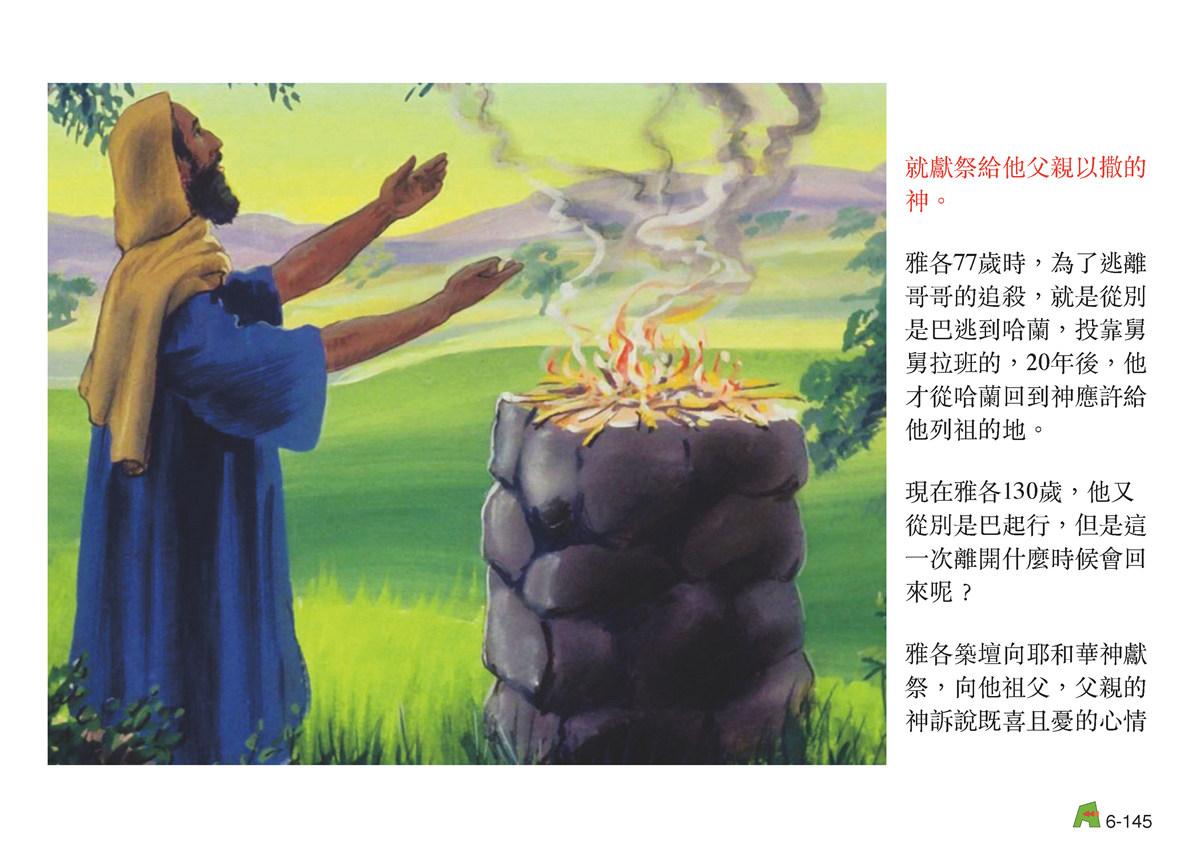 就獻祭給他父親以撒的
神。
雅各77歲時，為了逃離
哥哥的追殺，就是從別
是巴逃到哈蘭，投靠舅
舅拉班的，20年後，他
才從哈蘭回到神應許給
他列祖的地。
現在雅各130歲，他又
從別是巴起行，但是這
一次離開什麼時候會回
來呢？
雅各築壇向耶和華神獻
祭，向他祖父，父親的
神訴說既喜且憂的心情
6-145